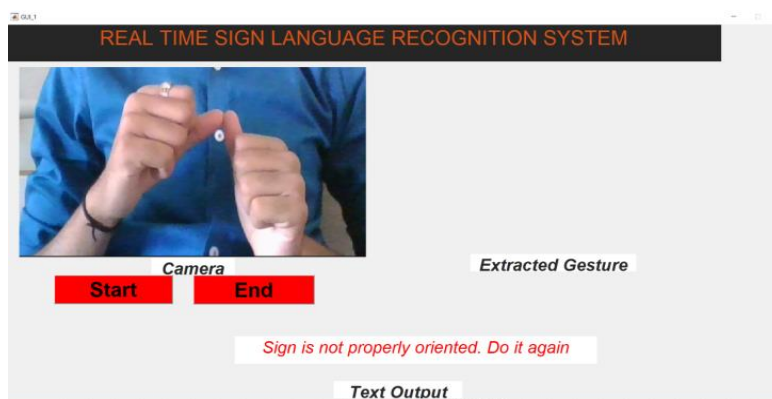 GUI_1
REAL TIME SIGN LANGUAGE RECOGNITION SYSTEM
Camera
Extracted Gesture
Start End
Sign is not properly oriented. Do it again
Text Output